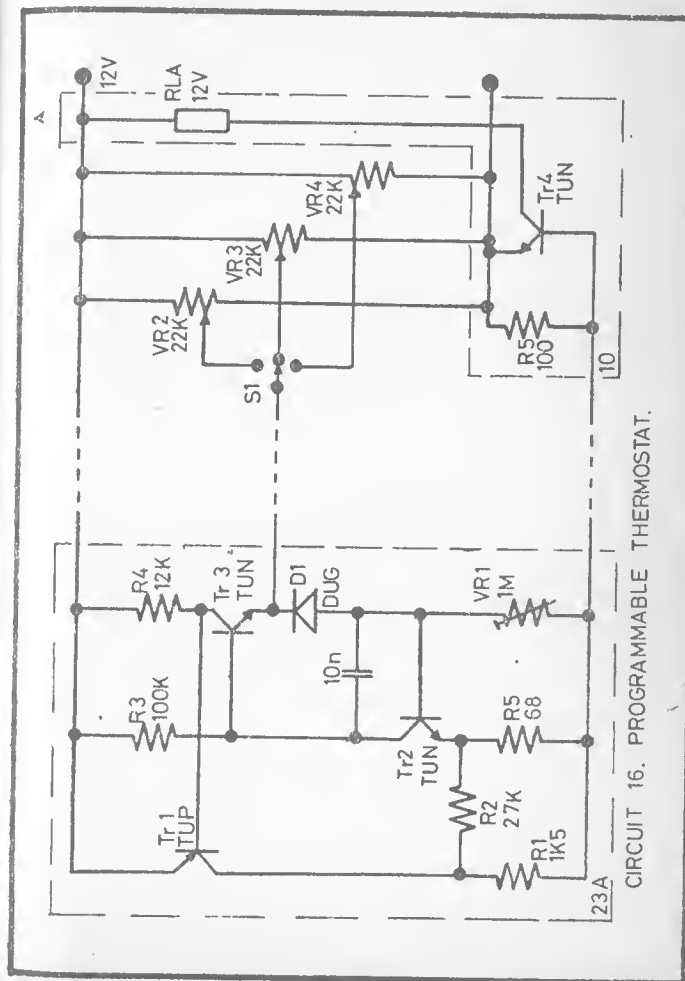 12V
A
RLA
12V
VR4
22K
VR3
22K
VR2
22K
S1
Tr4
TUN
R5
100
10
R4
12K
Tr 3
TUN
D1
DUG
VR1
1M
R3
100K
10n
Tr2
TUN
R5
68
Tr 1
TUP
R2
27K
R1
1K5
23A
CIRCUIT 16. PROGRAMMABLE THERMOSTAT.